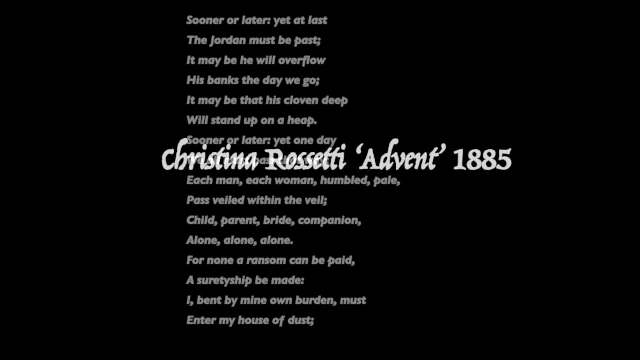 Sooner or later: yet at last
The Jordan must be past;
It may be he will overflow
His banks the day we go;
It may be that his cloven deep
Will stand up on a heap.
Sooner or later: yet one day
Christina Rossetti ‘Advent’ 1885
Each man, each woman, humbled, pale,
Pass veiled within the veil;
Child, parent, bride, companion,
Alone, alone, alone.
For none a ransom can be paid,
A suretyship be made:
I, bent by mine own burden, must
Enter my house of dust;